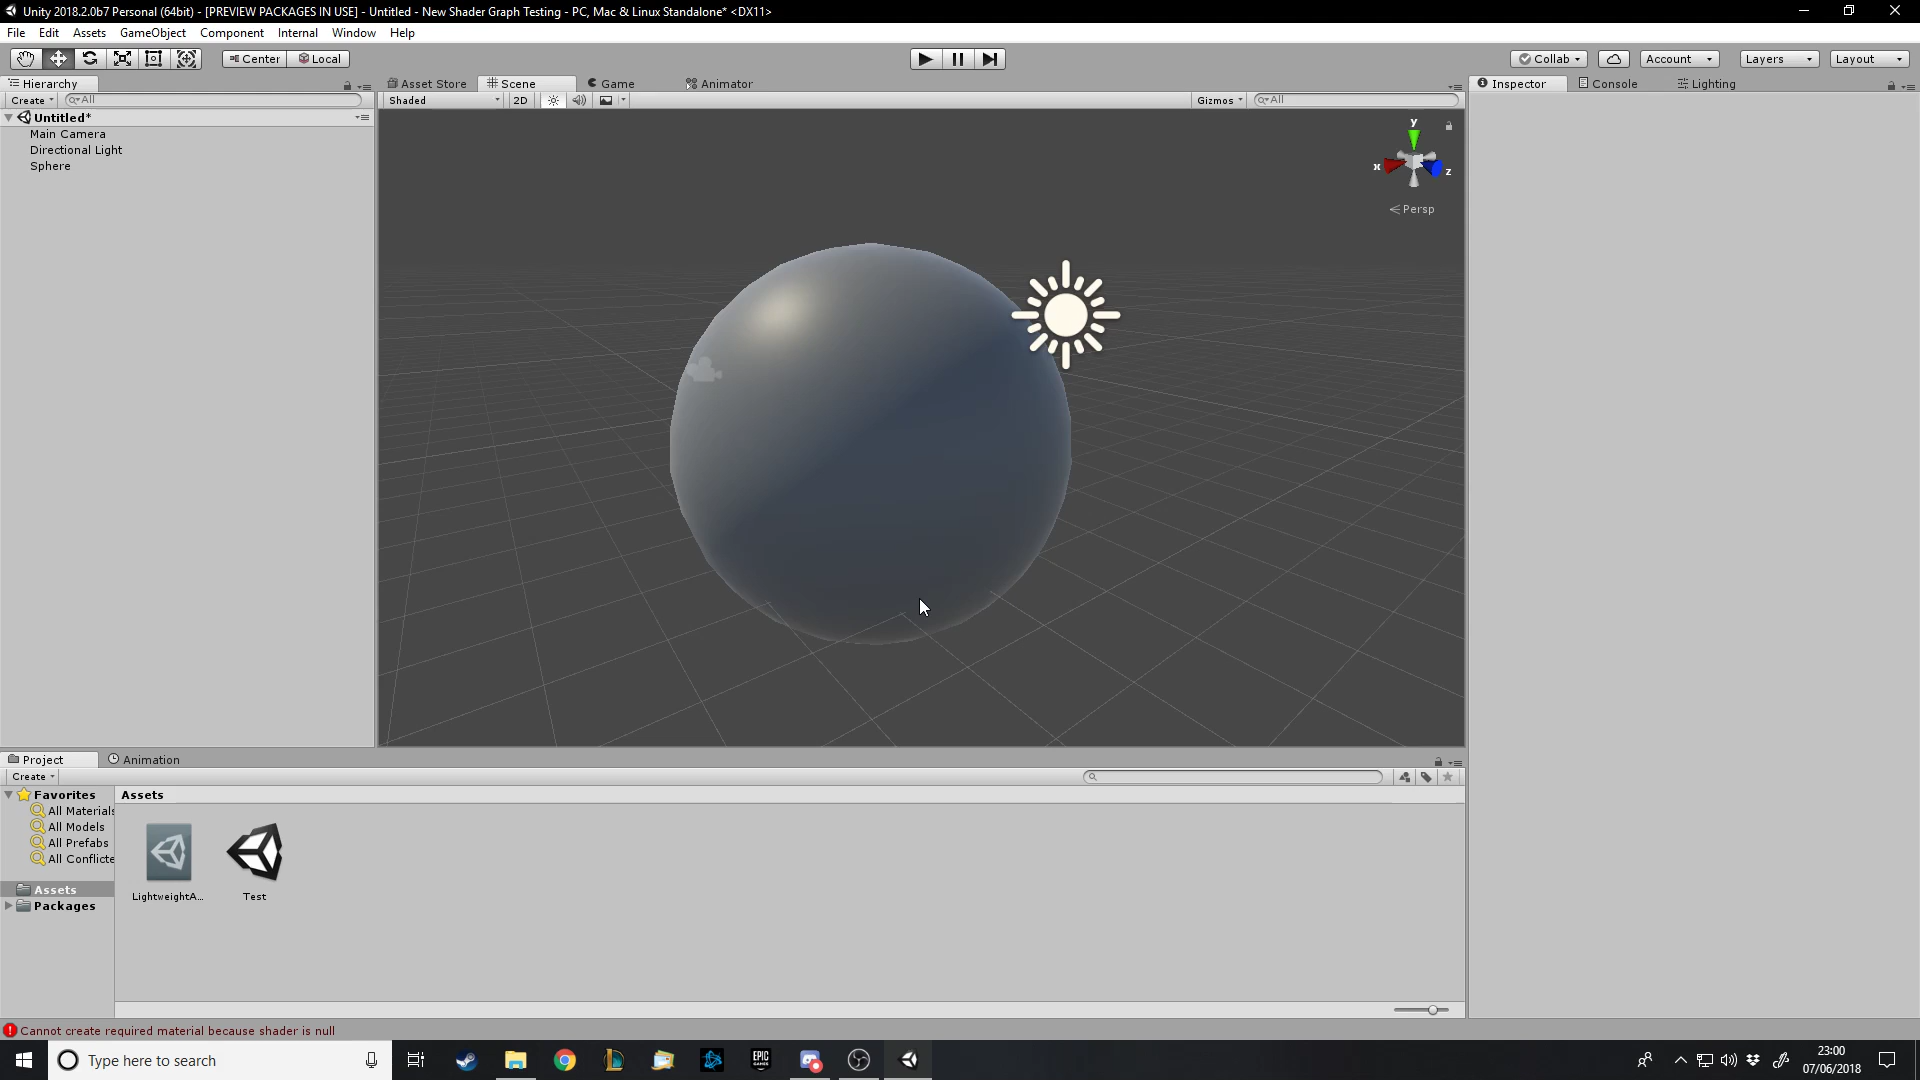 Unity 2018.2.0b7 Personal (64bit) - [PREVIEW PACKAGES IN USE] - Untitled - New Shader Graph Testing - PC, Mac & Linux Standalone* <DX11>
File Edit Assets GameObject Component Internal Window Help
Center Local Collab Account Layers Layout
Hierarchy Asset Store Scene Game Animator Inspector Console Lighting
Create All Shaded 2D Gizmos All
Untitled*
Main Camera
Directional Light
Sphere
y
x
z
Persp
Project Animation
Create
Favorites Assets
All Materials
All Models
All Prefabs
All Conflicte
Assets
Packages
LightweightA... Test
Cannot create required material because shader is null
Type here to search
EPIC GAMES
23:00
07/06/2018